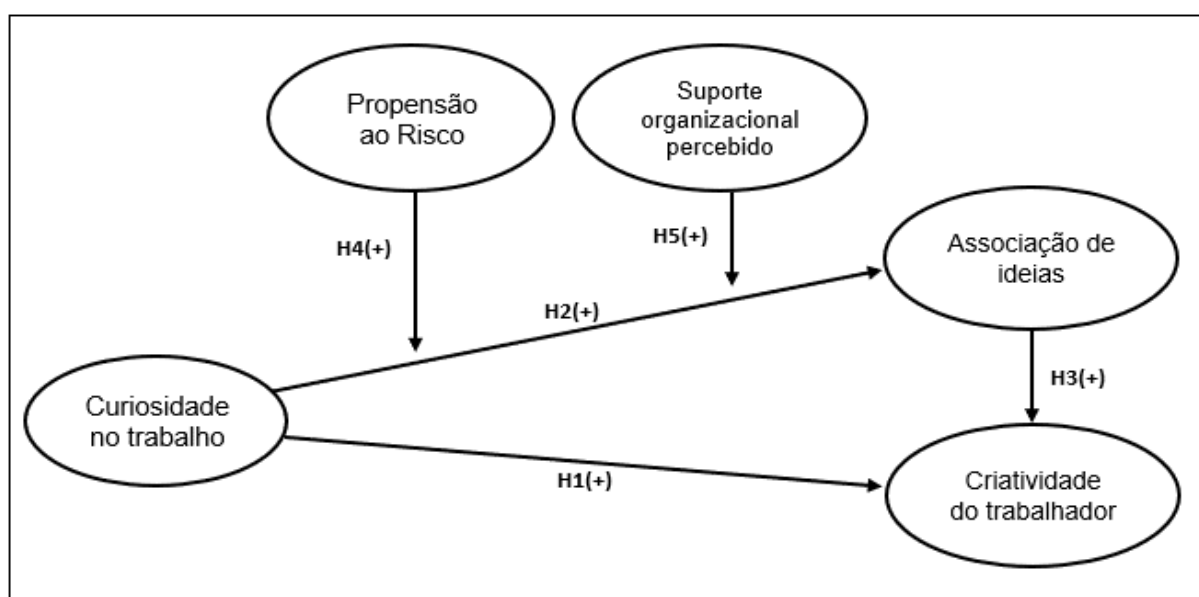 Propensão
ao Risco
Suporte
organizacional
percebido
H4(+)
H5(+)
Associação de
ideias
H2(+)
H3(+)
Curiosidade
no trabalho
H1(+)
Criatividade
do trabalhador